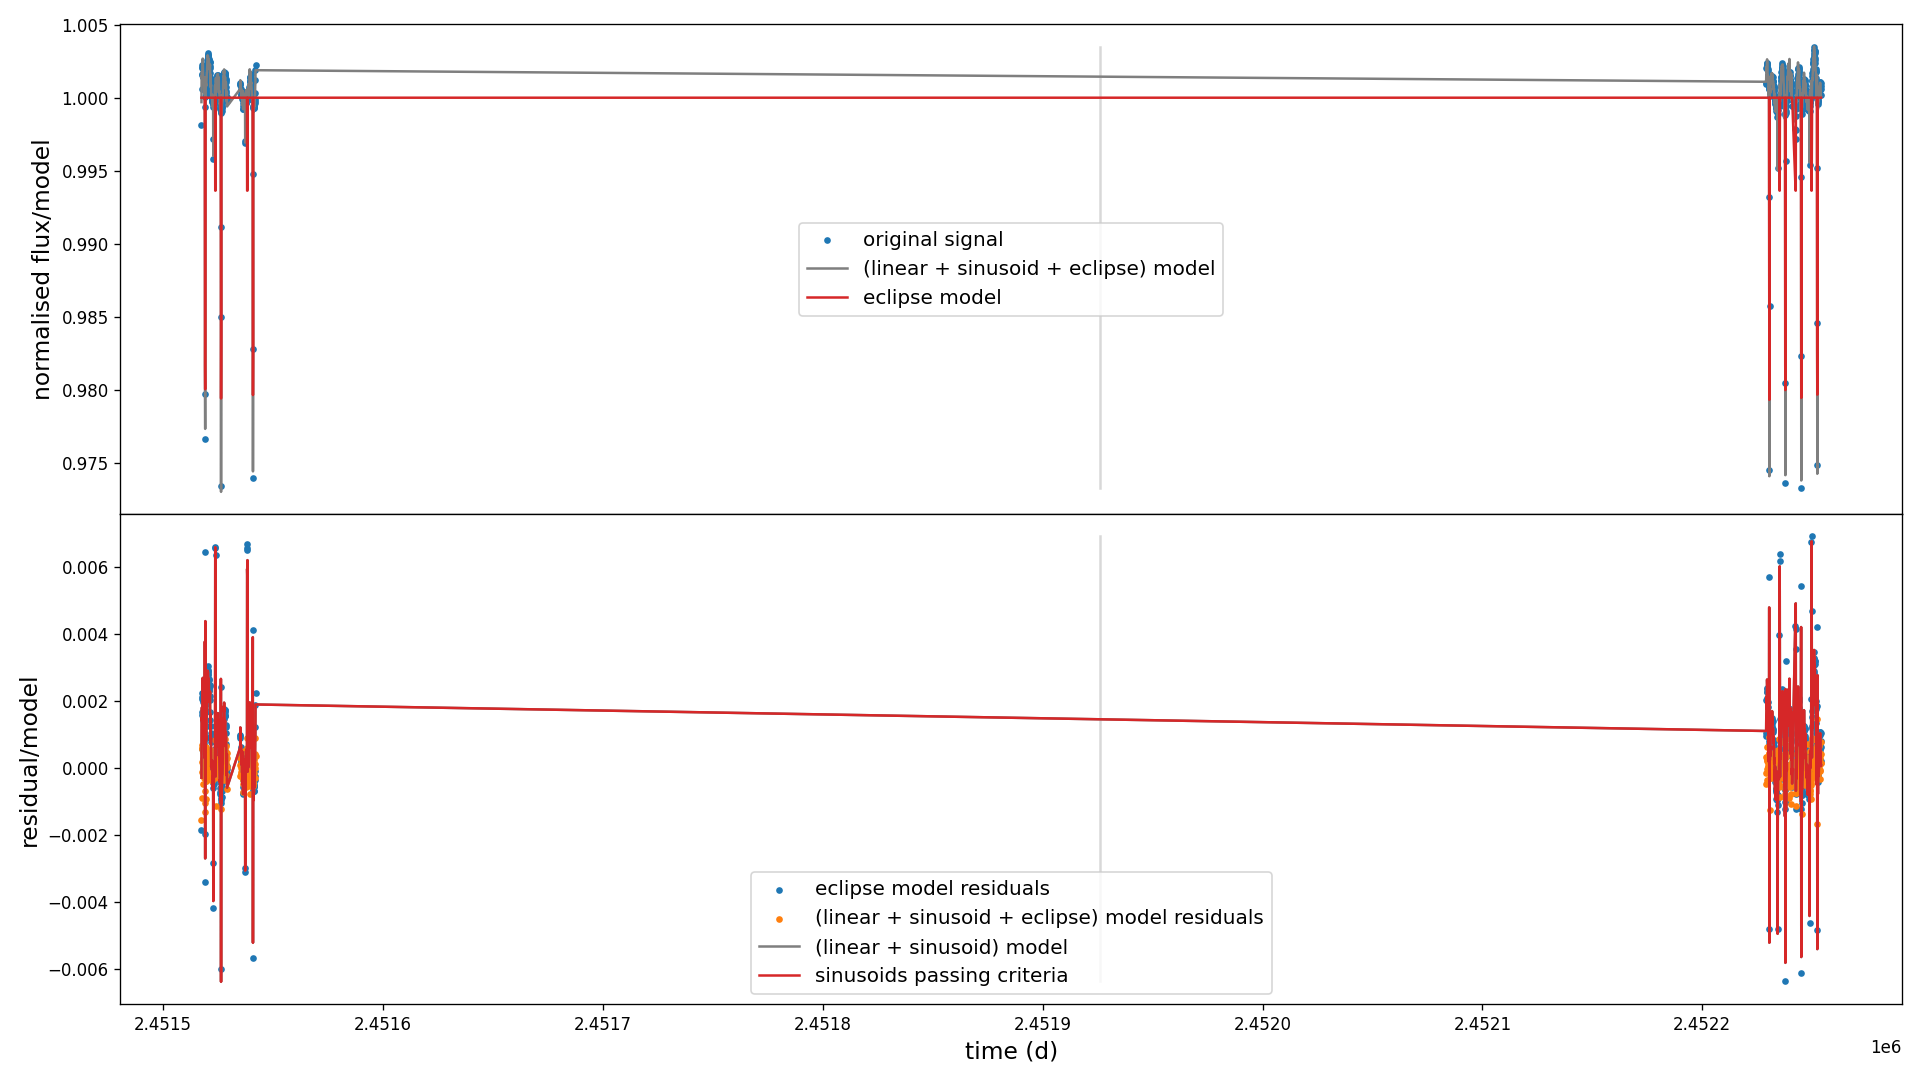 1.005
1.000
0.995
0.990
0.985
0.980
0.975
normalised flux/model
original signal
(linear + sinusoid + eclipse) model
eclipse model
0.006
0.004
0.002
0.000
−0.002
−0.004
−0.006
residual/model
eclipse model residuals
(linear + sinusoid + eclipse) model residuals
(linear + sinusoid) model
sinusoids passing criteria
2.4515 2.4516 2.4517 2.4518 2.4519 2.4520 2.4521 2.4522
1e6
time (d)